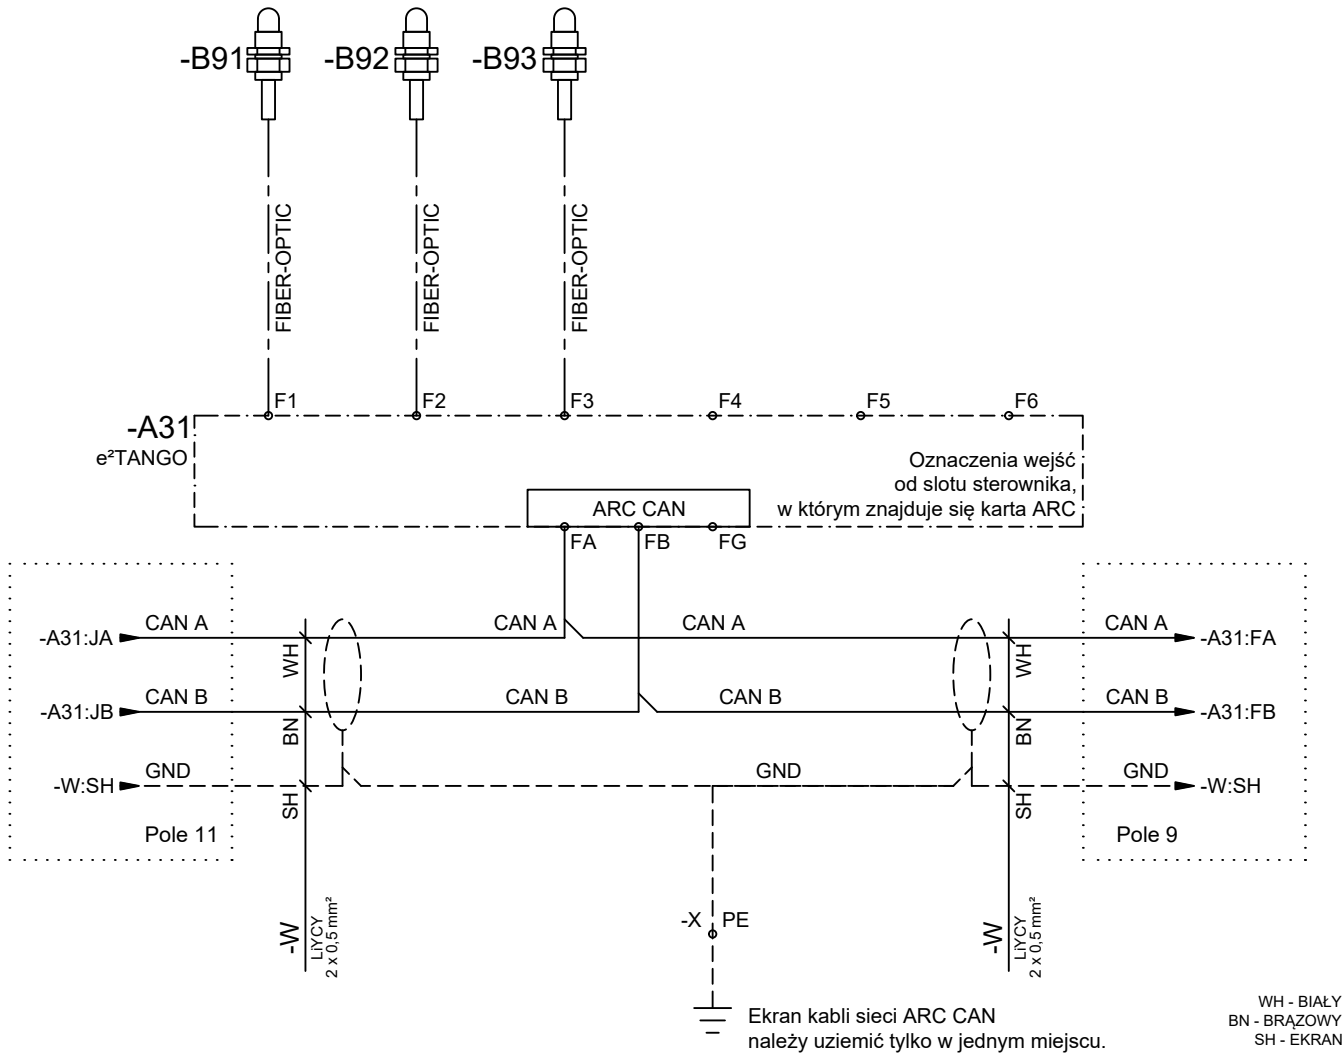 -B91
-B92
-B93
FIBER-OPTIC
FIBER-OPTIC
FIBER-OPTIC
F1
F2
F3
F4
F5
F6
-A31
e²TANGO
Oznaczenia wejść
od slotu sterownika,
w którym znajduje się karta ARC
ARC CAN
FA
FB
FG
-A31:JA
CAN A
WH
CAN A
CAN A
WH
CAN A
-A31:FA
-A31:JB
CAN B
BN
CAN B
CAN B
BN
CAN B
-A31:FB
-W:SH
GND
SH
GND
SH
GND
-W:SH
Pole 11
Pole 9
-W
LiYCY
2 x 0,5 mm²
-X
PE
-W
LiYCY
2 x 0,5 mm²
Ekran kabli sieci ARC CAN
należy uziemić tylko w jednym miejscu.
WH - BIAŁY
BN - BRĄZOWY
SH - EKRAN